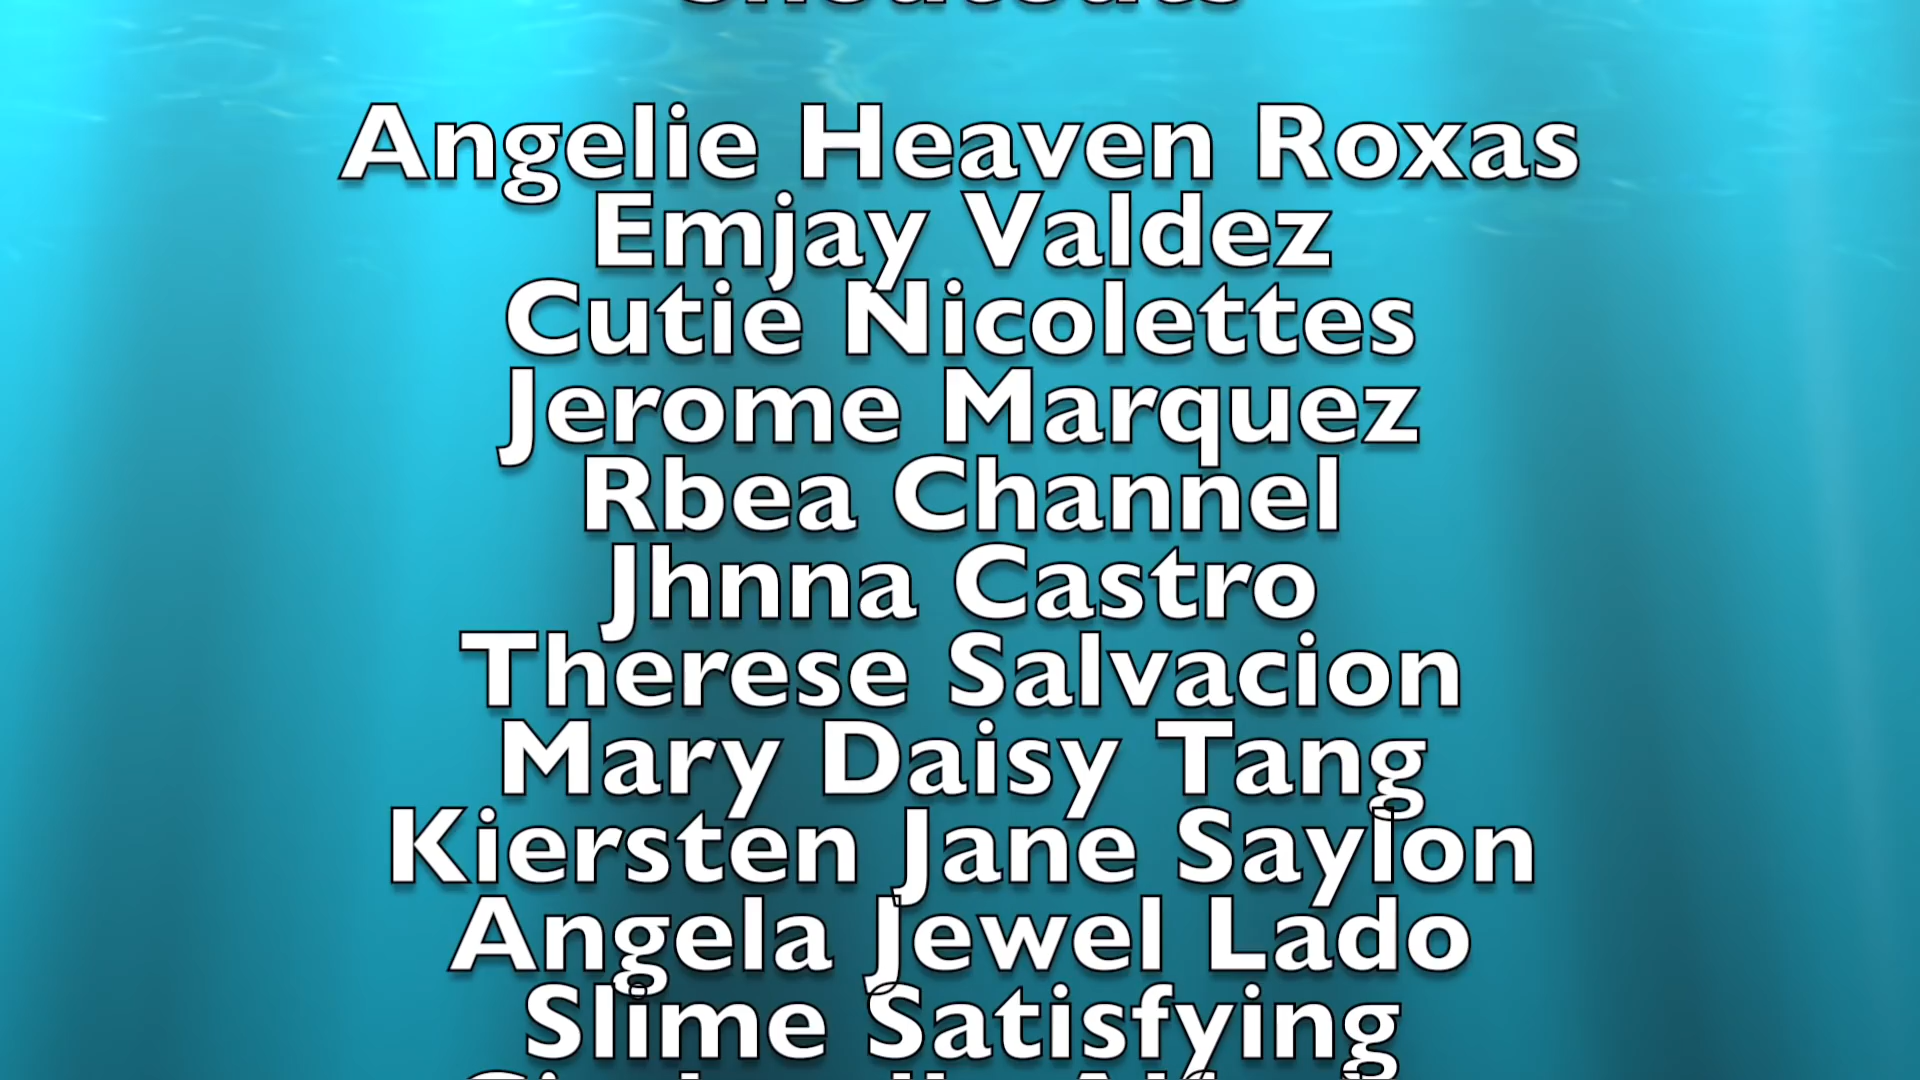 Shoutouts
Angelie Heaven Roxas
Emjay Valdez
Cutie Nicolettes
Jerome Marquez
Rbea Channel
Jhnna Castro
Therese Salvacion
Mary Daisy Tang
Kiersten Jane Saylon
Angela Jewel Lado
Slime Satisfying